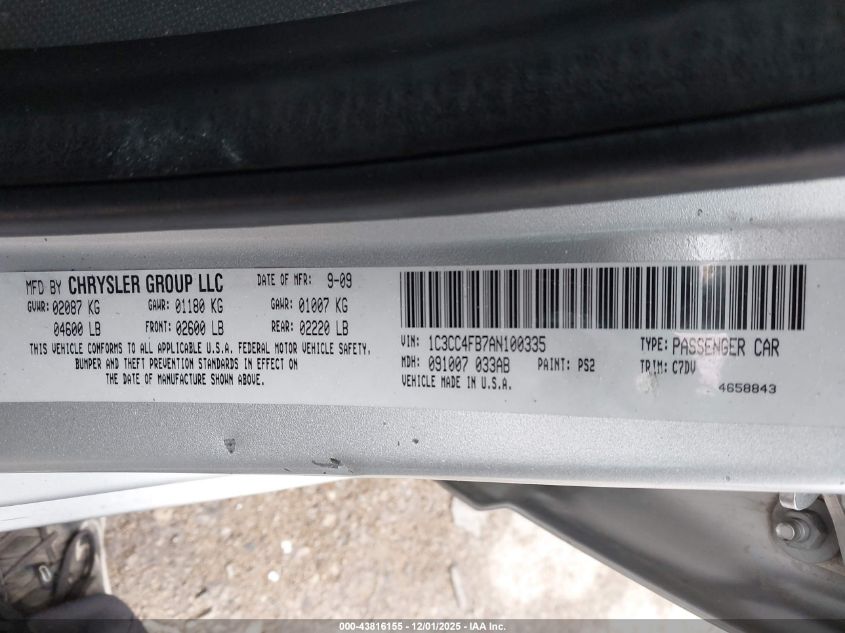 MFD BY CHRYSLER GROUP LLC DATE OF MFR: 9-09
GVWR: 02087 KG GAWR: 01180 KG GAWR: 01007 KG
04600 LB FRONT: 02600 LB REAR: 02220 LB
THIS VEHICLE CONFORMS TO ALL APPLICABLE U.S.A. FEDERAL MOTOR VEHICLE SAFETY,
BUMPER AND THEFT PREVENTION STANDARDS IN EFFECT ON
THE DATE OF MANUFACTURE SHOWN ABOVE.
VIN: 1C3CC4FB7AN100335 TYPE: PASSENGER CAR
MDH: 091007 033AB PAINT: PS2 TRIM: C7DV
VEHICLE MADE IN U.S.A. 4658843
000-43816155 - 12/01/2025 - IAA Inc.